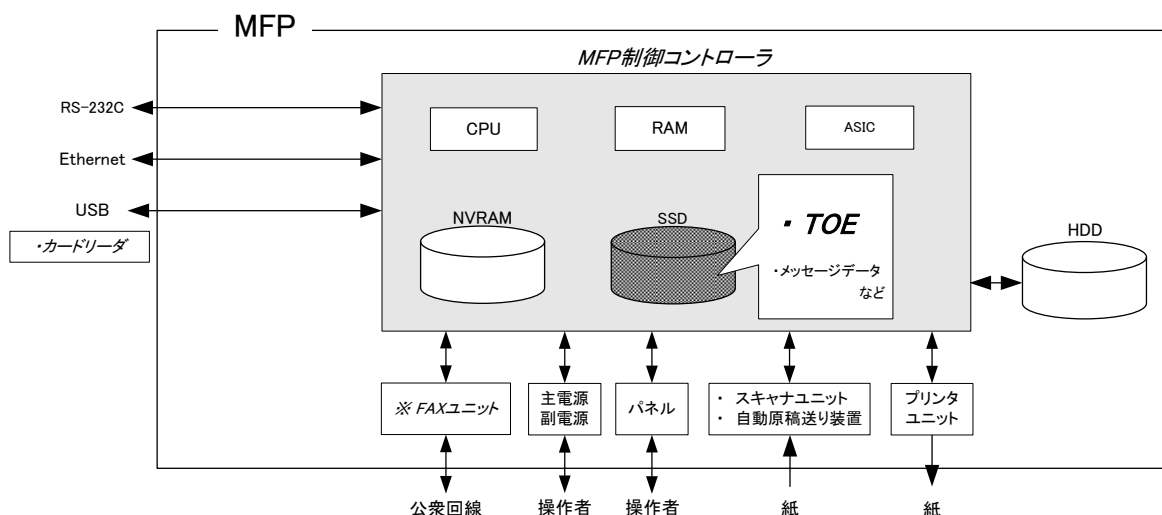 MFP
MFP制御コントローラ
RS-232C
CPU
RAM
ASIC
Ethernet
USB
・カードリーダ
NVRAM
SSD
・ TOE
・メッセージデータ
など
HDD
※ FAXユニット
主電源
副電源
パネル
・ スキャナユニット
・ 自動原稿送り装置
プリンタ
ユニット
公衆回線
操作者
操作者
紙
紙